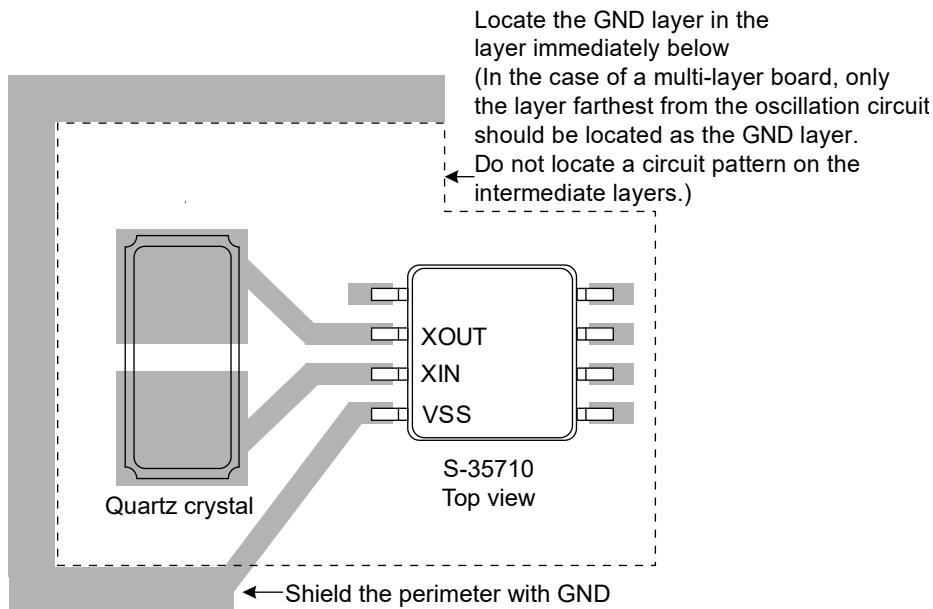 Locate the GND layer in the
layer immediately below
(In the case of a multi-layer board, only
the layer farthest from the oscillation circuit
should be located as the GND layer.
Do not locate a circuit pattern on the
intermediate layers.)
XOUT
XIN
VSS
S-35710
Top view
Quartz crystal
Shield the perimeter with GND